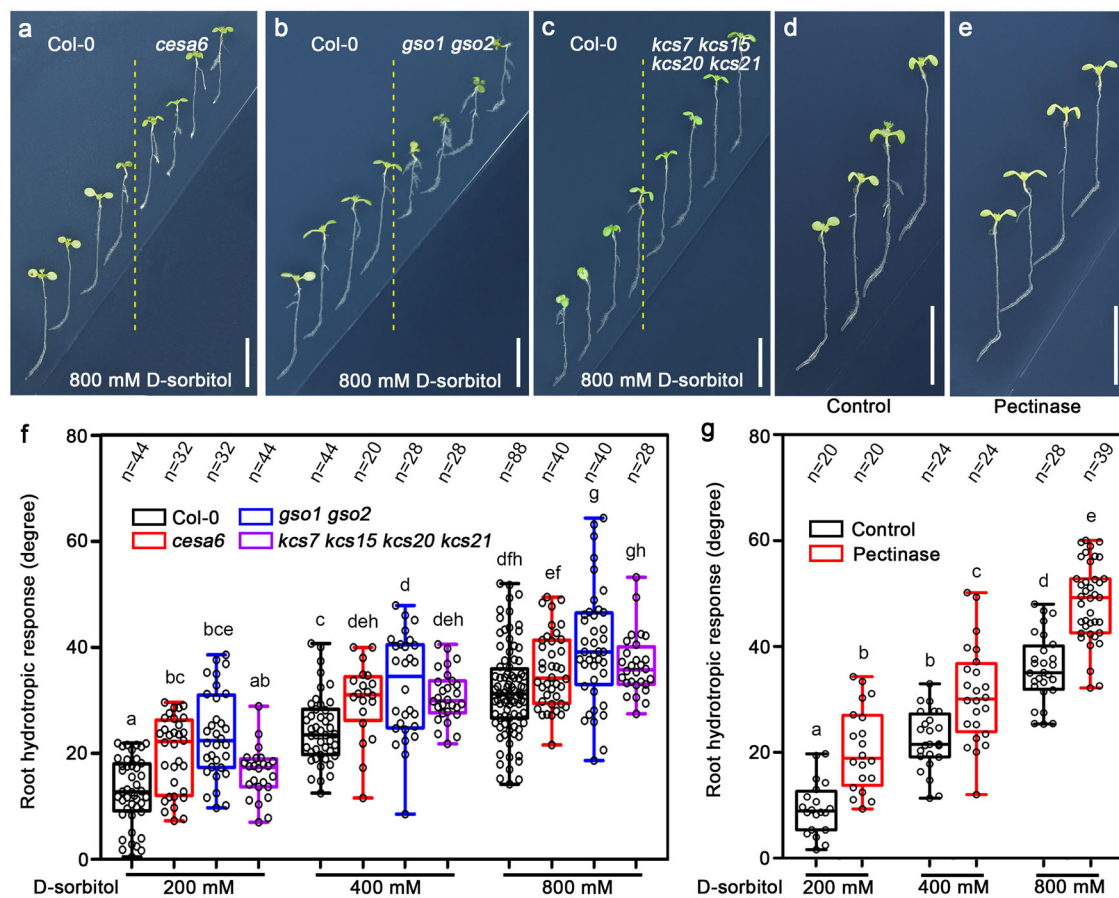 a
Col-0 cesa6
800 mM D-sorbitol
b
Col-0 gso1 gso2
800 mM D-sorbitol
c
Col-0 kcs7 kcs15
kcs20 kcs21
800 mM D-sorbitol
d
Control
e
Pectinase
f
Root hydrotropic response (degree)
80
60
40
20
0
n=44 n=32 n=32 n=44 n=44 n=20 n=28 n=28 n=88 n=40 n=40 n=28
Col-0 gso1 gso2
cesa6 kcs7 kcs15 kcs20 kcs21
a bc bce ab c deh d deh dfh ef g gh
D-sorbitol 200 mM 400 mM 800 mM
g
Root hydrotropic response (degree)
80
60
40
20
0
n=20 n=20 n=24 n=24 n=28 n=39
Control
Pectinase
a b b c d e
D-sorbitol 200 mM 400 mM 800 mM